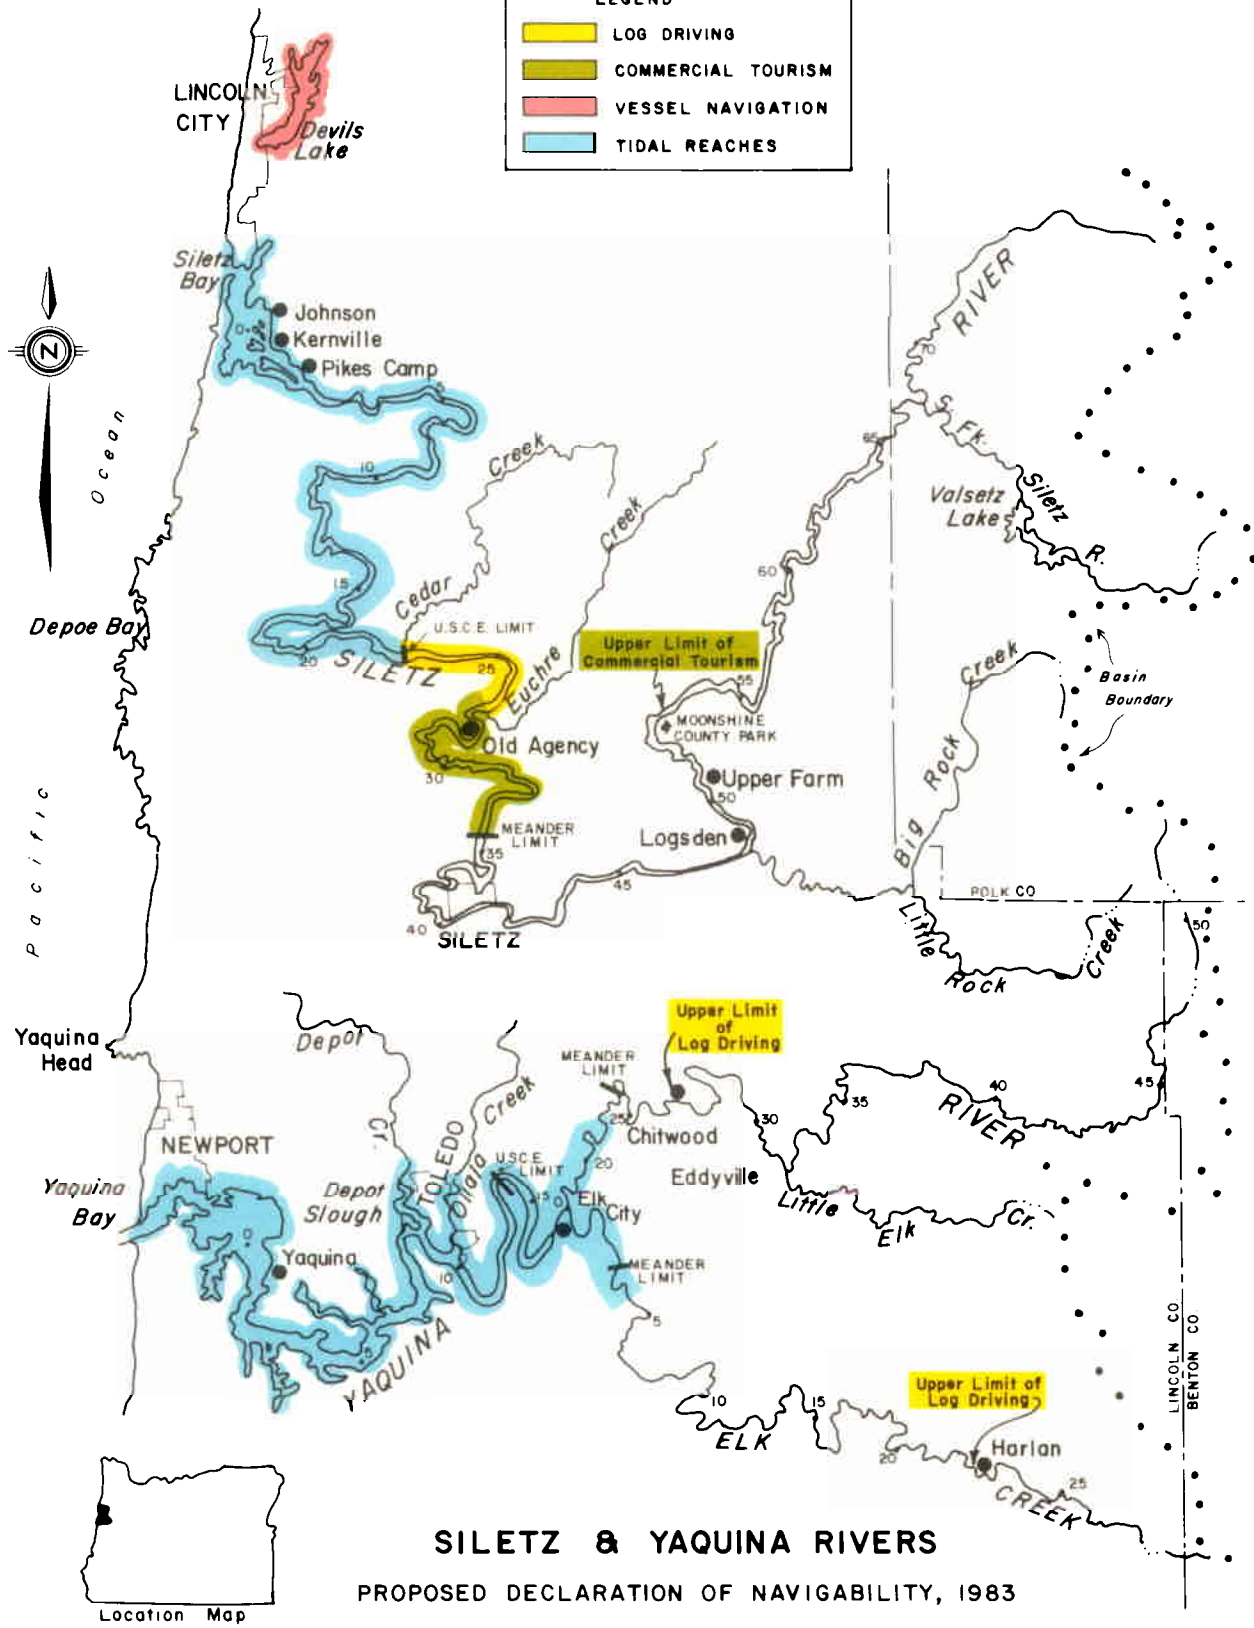 LEGEND
LOG DRIVING
COMMERCIAL TOURISM
VESSEL NAVIGATION
TIDAL REACHES
LINCOLN
CITY
Devils
Lake
Siletz
Bay
Johnson
Kernville
Pikes Camp
0
5
10
15
20
N
Ocean
Pacific
RIVER
70
S. Fk. Siletz R.
65
Valsetz
Lake
60
Creek
Creek
Cedar
Depoe Bay
U.S.C.E. LIMIT
SILETZ
25
Euchre
Upper Limit of
Commercial Tourism
55
Creek
Basin
Boundary
MOONSHINE
COUNTY PARK
Old Agency
30
Upper Farm
50
Big Rock
MEANDER
LIMIT
Logsden
35
45
40
SILETZ
POLK CO
Little
Rock
Creek
50
Yaquina
Head
Depot
Cr.
Upper Limit
of
Log Driving
MEANDER
LIMIT
Creek
25
Chitwood
30
35
40
45
RIVER
NEWPORT
TOLEDO
Olalla
U.S.C.E.
LIMIT
20
15
Eddyville
Yaquina
Bay
Depot
Slough
0
Elk
City
Little
Elk
Cr.
0
Yaquina
10
MEANDER
LIMIT
5
5
YAQUINA
LINCOLN CO
BENTON CO.
Upper Limit of
Log Driving
10
15
ELK
20
Harlan
25
CREEK
Location Map
SILETZ & YAQUINA RIVERS
PROPOSED DECLARATION OF NAVIGABILITY, 1983